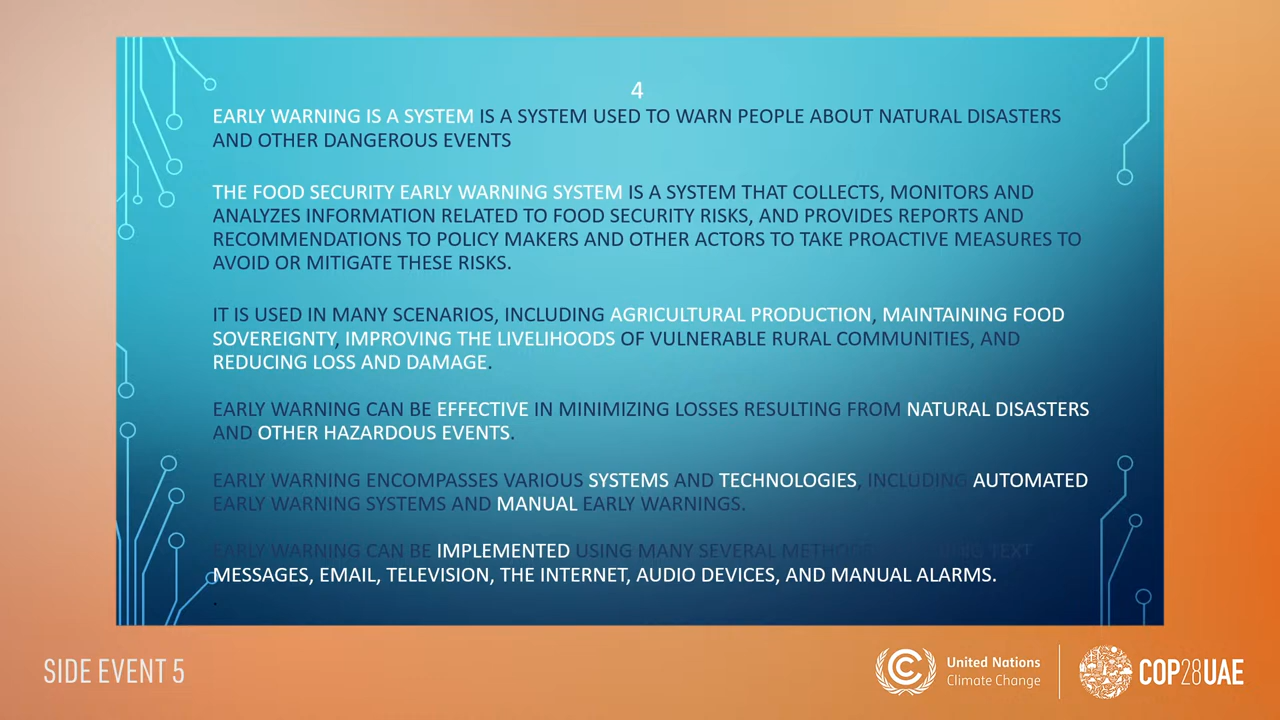 4
EARLY WARNING IS A SYSTEM IS A SYSTEM USED TO WARN PEOPLE ABOUT NATURAL DISASTERS
AND OTHER DANGEROUS EVENTS
THE FOOD SECURITY EARLY WARNING SYSTEM IS A SYSTEM THAT COLLECTS, MONITORS AND
ANALYZES INFORMATION RELATED TO FOOD SECURITY RISKS, AND PROVIDES REPORTS AND
RECOMMENDATIONS TO POLICY MAKERS AND OTHER ACTORS TO TAKE PROACTIVE MEASURES TO
AVOID OR MITIGATE THESE RISKS.
IT IS USED IN MANY SCENARIOS, INCLUDING AGRICULTURAL PRODUCTION, MAINTAINING FOOD
SOVEREIGNTY, IMPROVING THE LIVELIHOODS OF VULNERABLE RURAL COMMUNITIES, AND
REDUCING LOSS AND DAMAGE.
EARLY WARNING CAN BE EFFECTIVE IN MINIMIZING LOSSES RESULTING FROM NATURAL DISASTERS
AND OTHER HAZARDOUS EVENTS.
EARLY WARNING ENCOMPASSES VARIOUS SYSTEMS AND TECHNOLOGIES, INCLUDING AUTOMATED
EARLY WARNING SYSTEMS AND MANUAL EARLY WARNINGS.
EARLY WARNING CAN BE IMPLEMENTED USING MANY SEVERAL TEXT
MESSAGES, EMAIL, TELEVISION, THE INTERNET, AUDIO DEVICES, AND MANUAL ALARMS.
.
SIDE EVENT 5
United Nations
Climate Change
COP28UAE